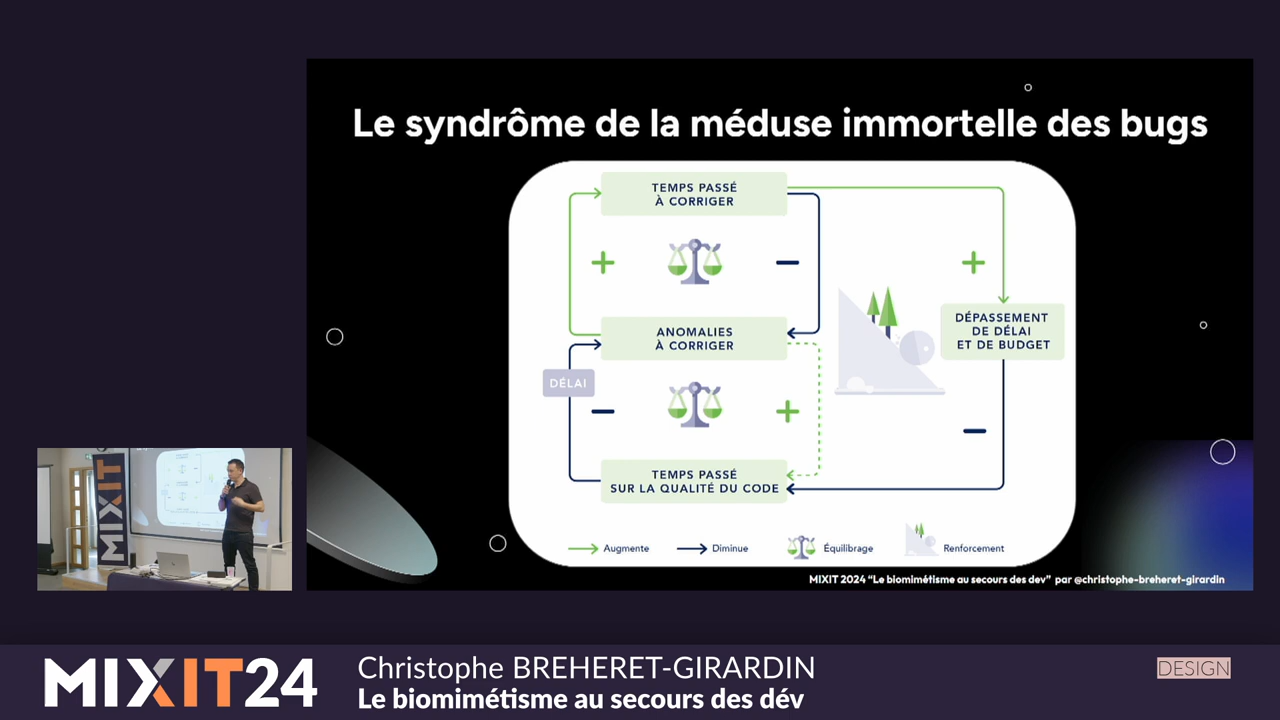 Le syndrôme de la méduse immortelle des bugs
TEMPS PASSÉ
À CORRIGER
+
−
+
ANOMALIES
À CORRIGER
DÉPASSEMENT
DE DÉLAI
ET DE BUDGET
DÉLAI
−
+
−
TEMPS PASSÉ
SUR LA QUALITÉ DU CODE
Augmente
Diminue
Équilibrage
Renforcement
MIXIT 2024 “Le biomimétisme au secours des dev” par @christophe-breheret-girardin
MIXIT
MIXIT24
Christophe BREHERET-GIRARDIN
Le biomimétisme au secours des dév
DESIGN